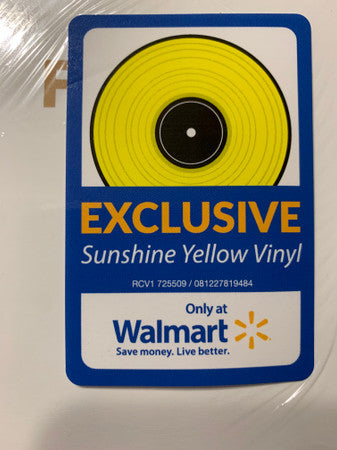 EXCLUSIVE
Sunshine Yellow Vinyl
RCV1 725509 / 081227819484
Only at
Walmart
Save money. Live better.